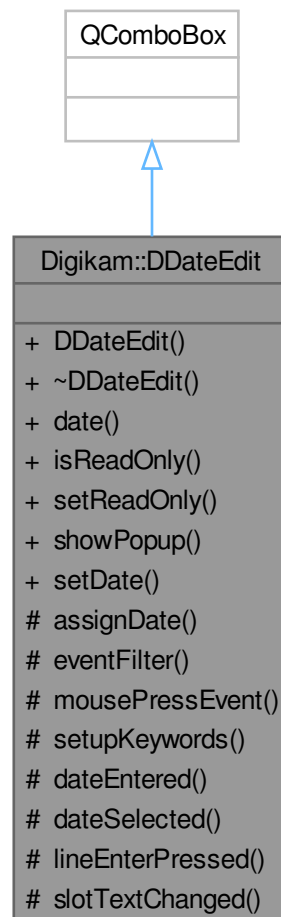 QComboBox
Digikam::DDateEdit
+ DDateEdit()
+ ~DDateEdit()
+ date()
+ isReadOnly()
+ setReadOnly()
+ showPopup()
+ setDate()
# assignDate()
# eventFilter()
# mousePressEvent()
# setupKeywords()
# dateEntered()
# dateSelected()
# lineEnterPressed()
# slotTextChanged()